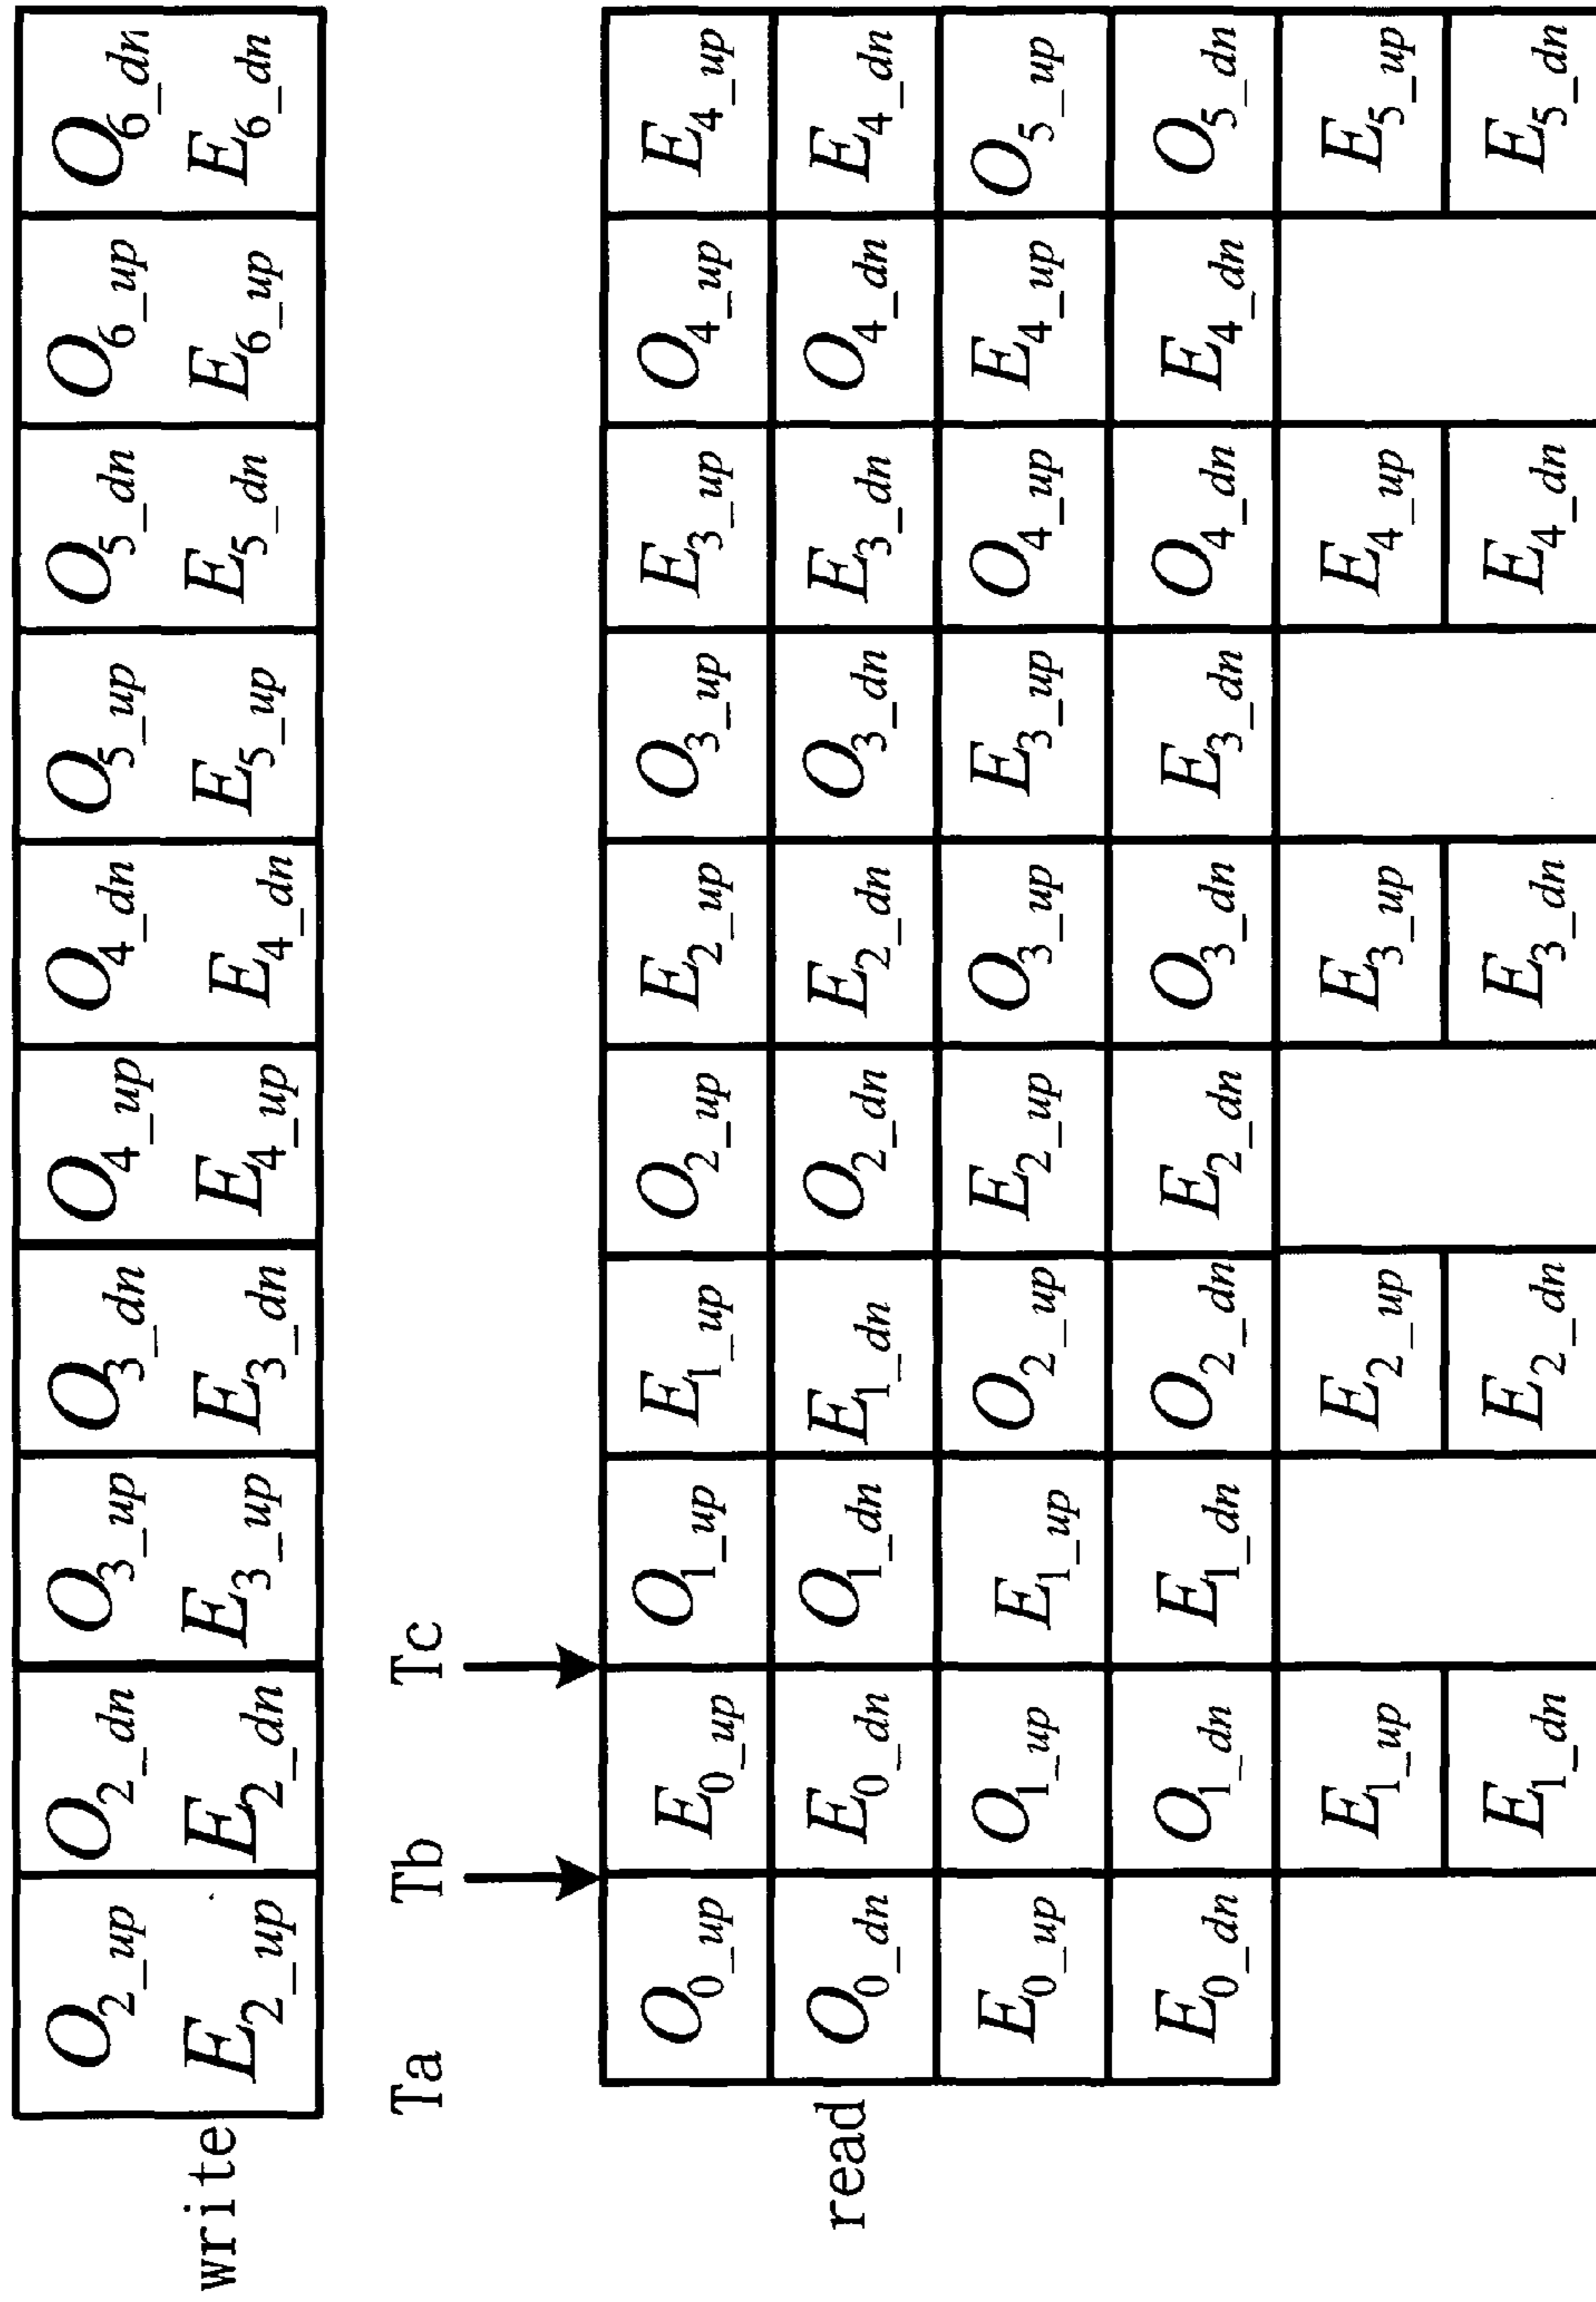 O2_up O2_dn O3_up O3_dn O4_up O4_dn O5_up O5_dn O6_up O6_dn
write E2_up E2_dn E3_up E3_dn E4_up E4_dn E5_up E5_dn E6_up E6_dn
Ta Tb Tc
O0_up E0_up O1_up E1_up O2_up E2_up O3_up E3_up O4_up E4_up
read O0_dn E0_dn O1_dn E1_dn O2_dn E2_dn O3_dn E3_dn O4_dn E4_dn
E0_up O1_up E1_up O2_up E2_up O3_up E3_up O4_up E4_up O5_up
E0_dn O1_dn E1_dn O2_dn E2_dn O3_dn E3_dn O4_dn E4_dn O5_dn
E1_up E2_up E3_up E4_up E5_up
E1_dn E2_dn E3_dn E4_dn E5_dn